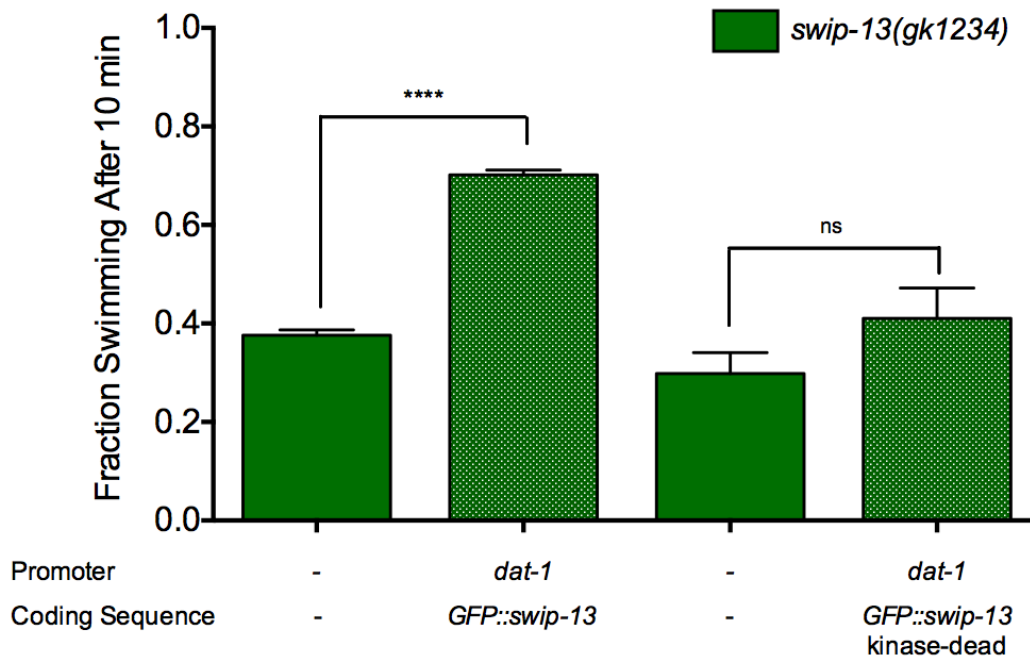 swip-13(gk1234)
Fraction Swimming After 10 min
1.0
0.8
0.6
0.4
0.2
0.0
****
ns
Promoter - dat-1 - dat-1
Coding Sequence - GFP::swip-13 - GFP::swip-13
kinase-dead